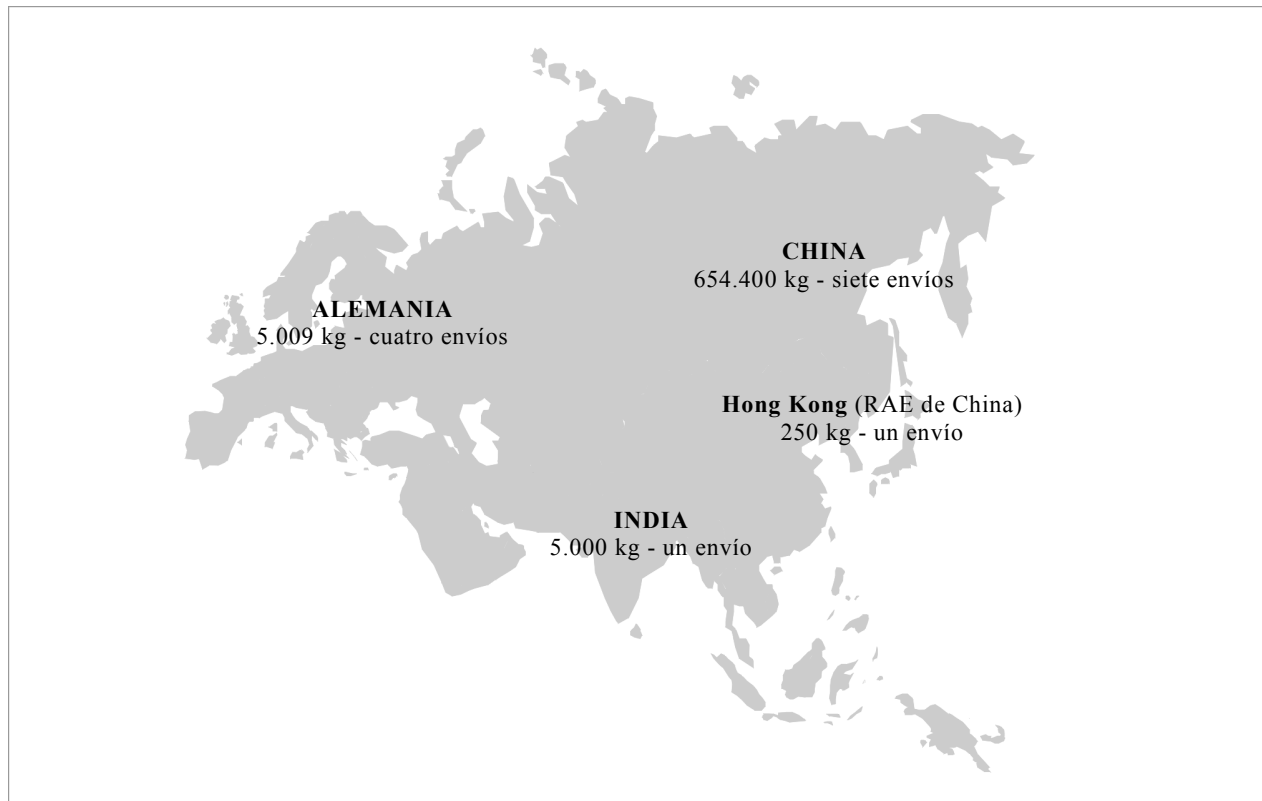 CHINA
654.400 kg - siete envíos
ALEMANIA
5.009 kg - cuatro envíos
Hong Kong (RAE de China)
250 kg - un envío
INDIA
5.000 kg - un envío